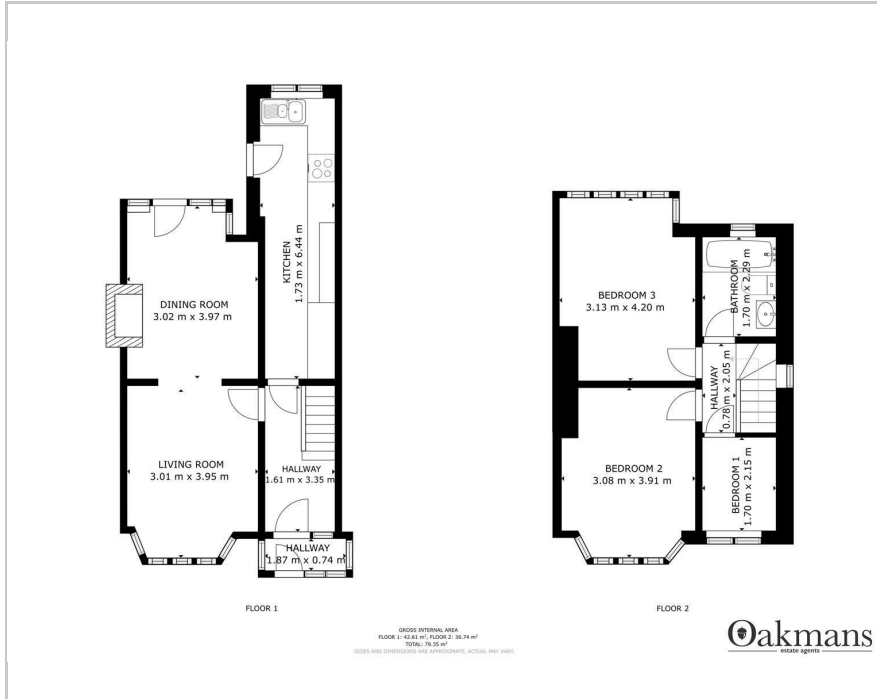 KITCHEN
1.73 m x 6.44 m
DINING ROOM
3.02 m x 3.97 m
LIVING ROOM
3.01 m x 3.95 m
HALLWAY
1.61 m x 3.35 m
HALLWAY
1.87 m x 0.74 m
FLOOR 1
BEDROOM 3
3.13 m x 4.20 m
BATHROOM
1.70 m x 2.29 m
HALLWAY
0.78 m x 2.05 m
BEDROOM 2
3.08 m x 3.91 m
BEDROOM 1
1.70 m x 2.15 m
FLOOR 2
GROSS INTERNAL AREA
FLOOR 1: 42.61 m², FLOOR 2: 36.74 m²
TOTAL: 79.35 m²
SIZES AND DIMENSIONS ARE APPROXIMATE, ACTUAL MAY VARY.
Oakmans
estate agents